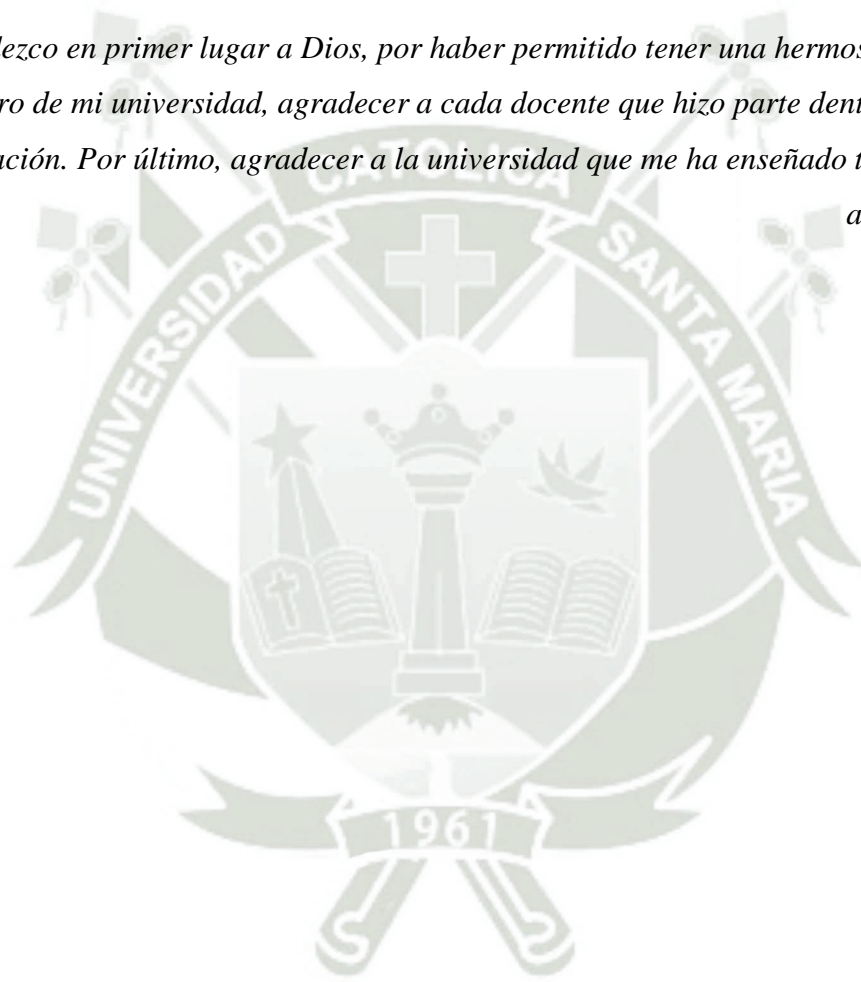 dezco en primer lugar a Dios, por haber permitido tener una hermos
ro de mi universidad, agradecer a cada docente que hizo parte dent
ación. Por último, agradecer a la universidad que me ha enseñado t
a
UNIVERSIDAD CATOLICA SANTA MARIA
1961